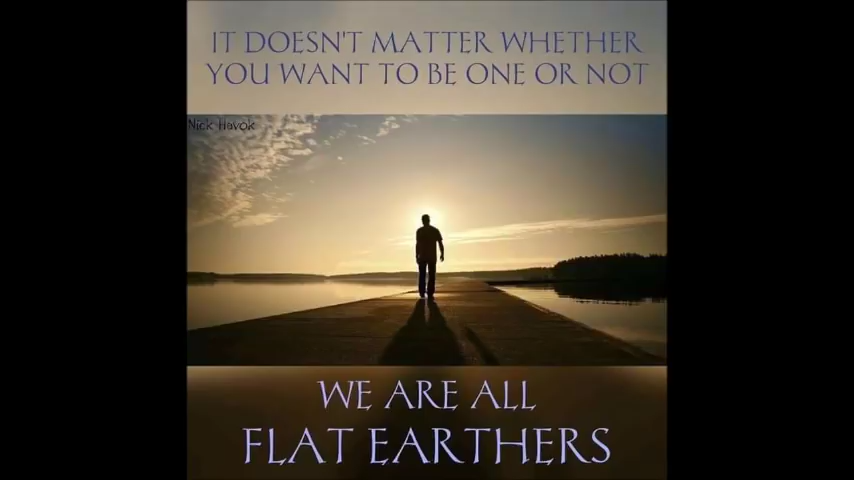 IT DOESN'T MATTER WHETHER
YOU WANT TO BE ONE OR NOT
Nick Havok
WE ARE ALL
FLAT EARTHERS